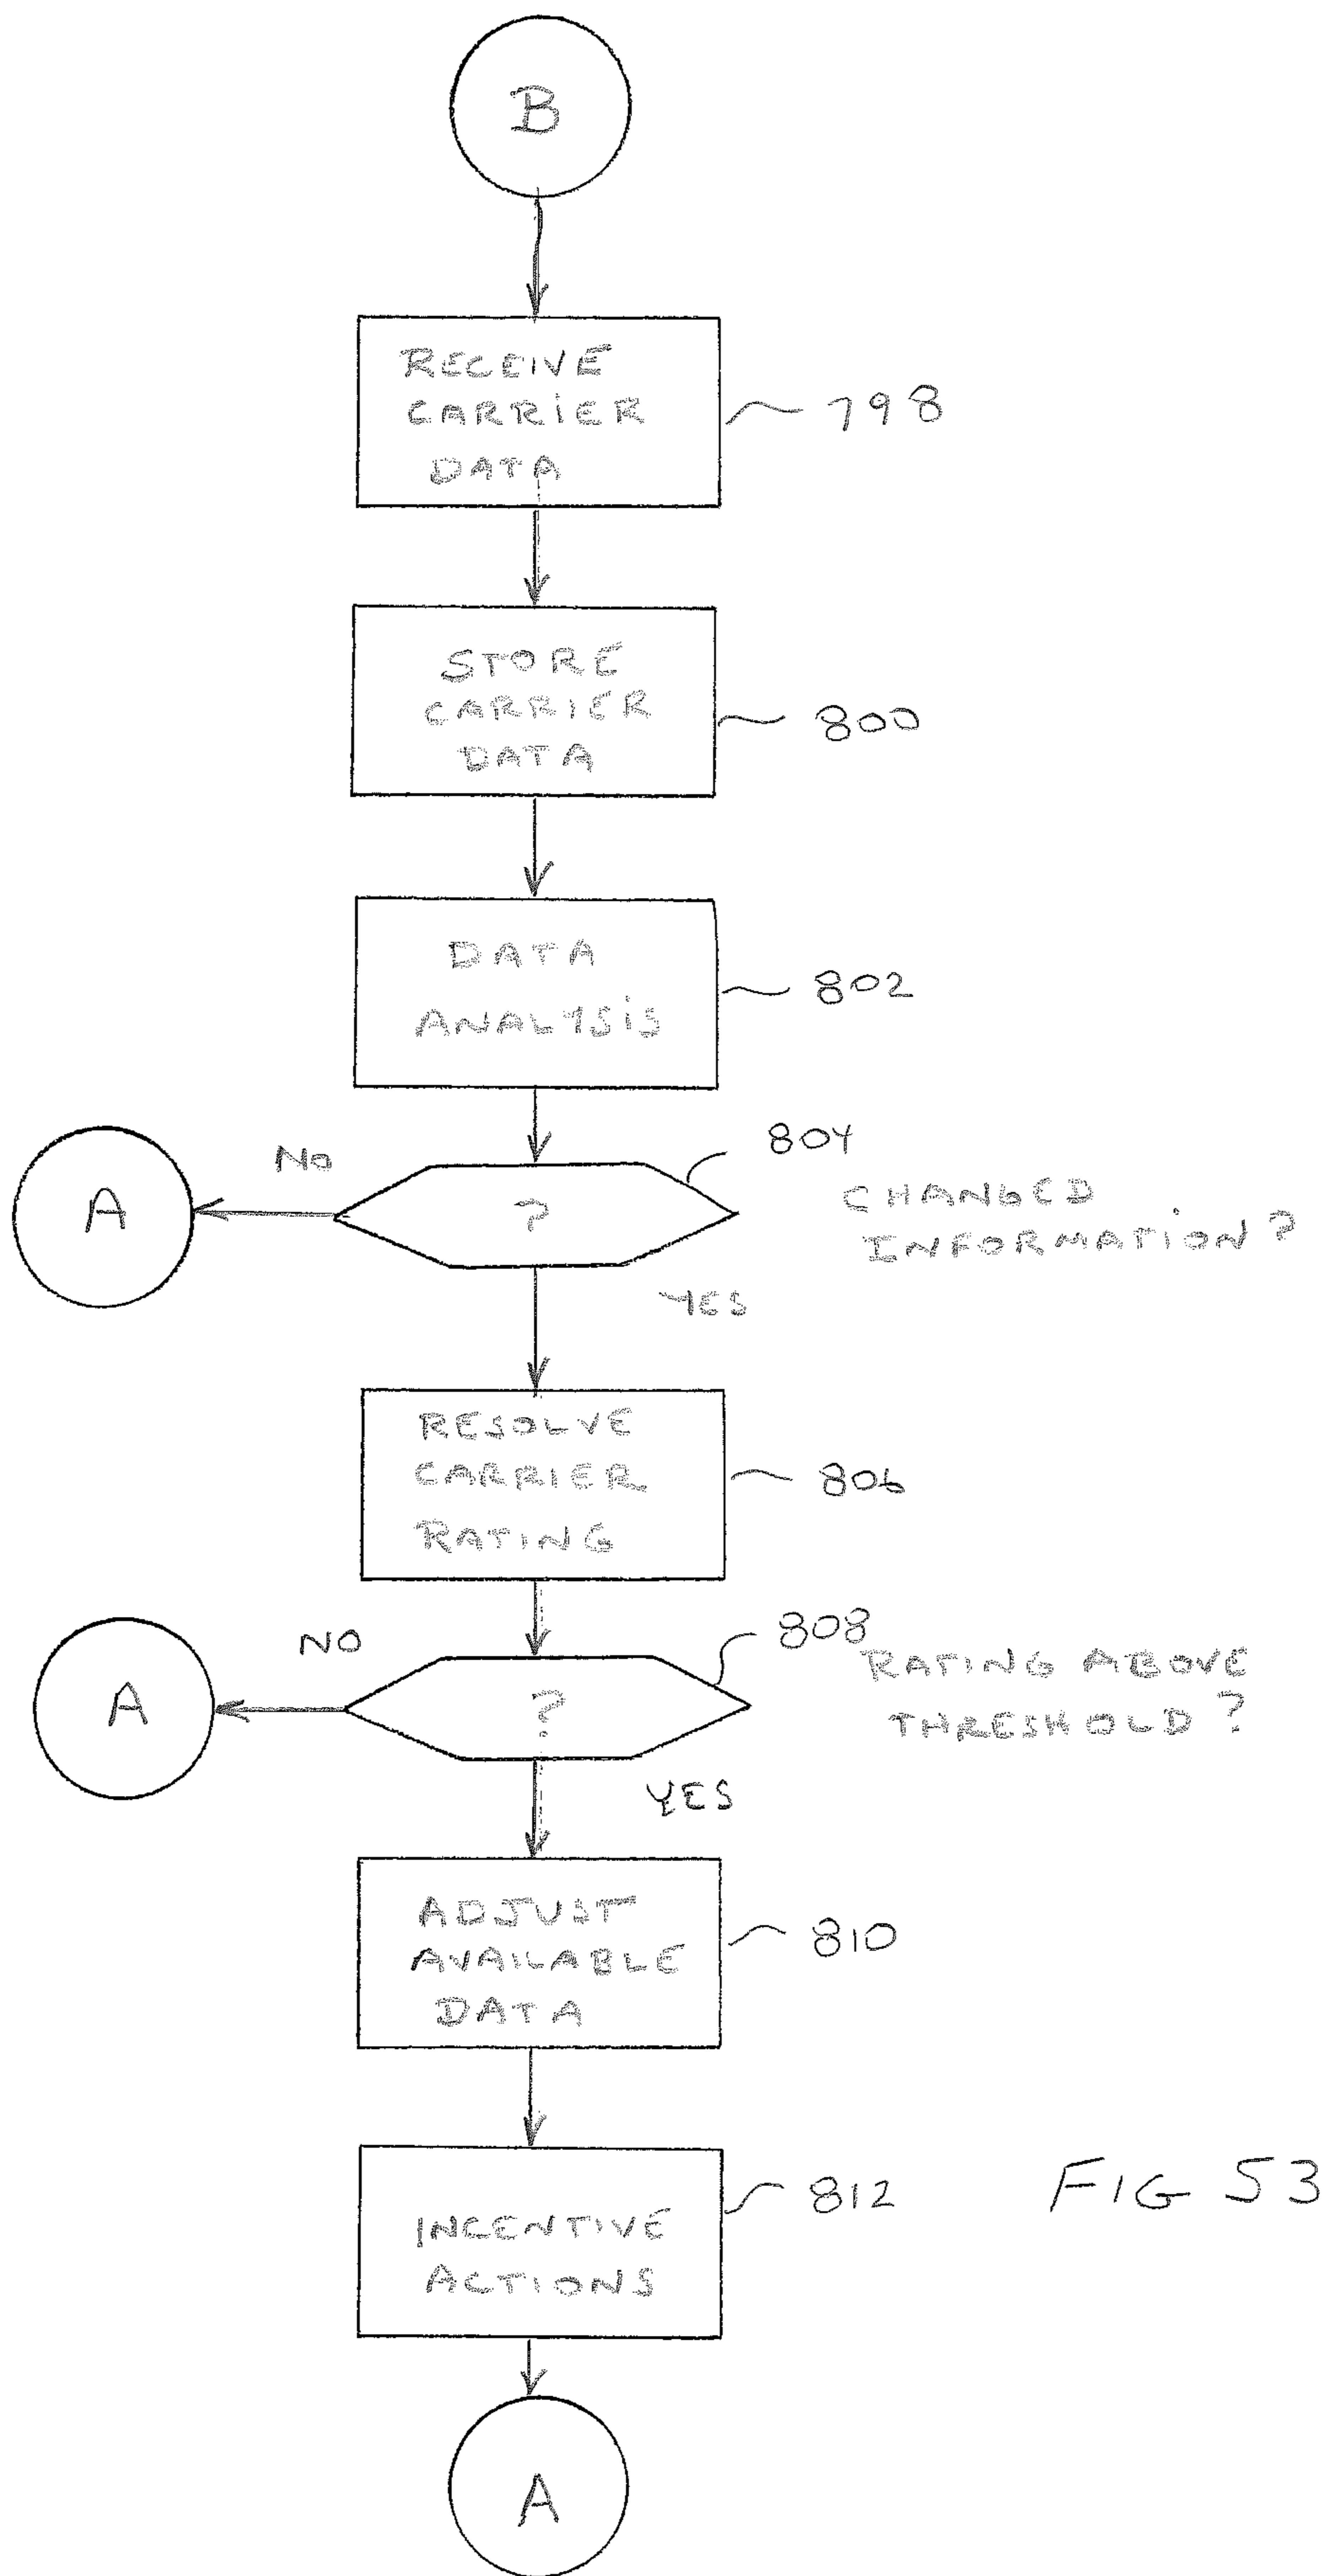 B
RECEIVE
CARRIER
DATA
798
STORE
CARRIER
DATA
800
DATA
ANALYSIS
802
NO
A
?
804
CHANGED
INFORMATION?
YES
RESOLVE
CARRIER
RATING
806
NO
A
?
808
RATING ABOVE
THRESHOLD?
YES
ADJUST
AVAILABLE
DATA
810
INCENTIVE
ACTIONS
812
FIG 53
A